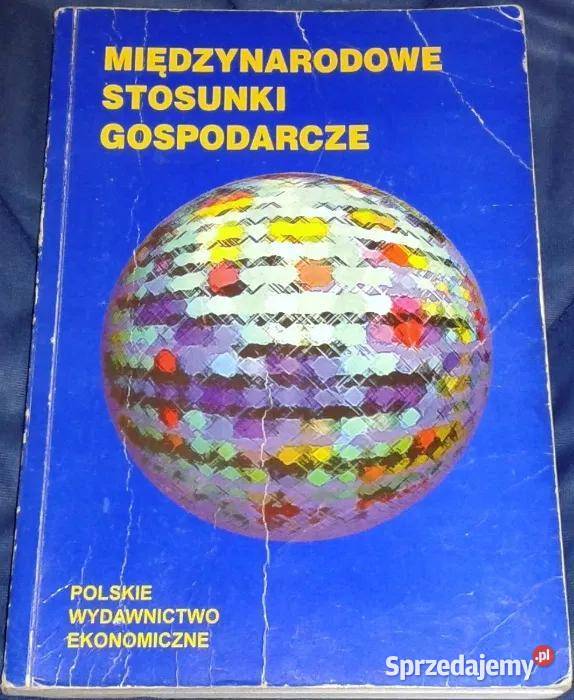 MIĘDZYNARODOWE
STOSUNKI
GOSPODARCZE
POLSKIE
WYDAWNICTWO
EKONOMICZNE
Sprzedajemy.pl